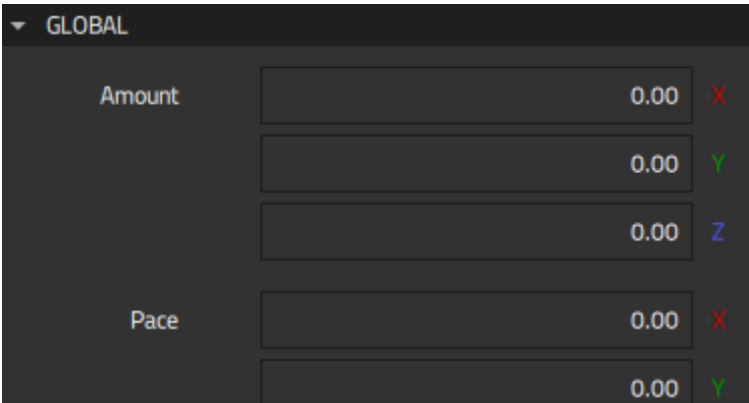 GLOBAL
Amount 0.00 X
0.00 Y
0.00 Z
Pace 0.00 X
0.00 Y